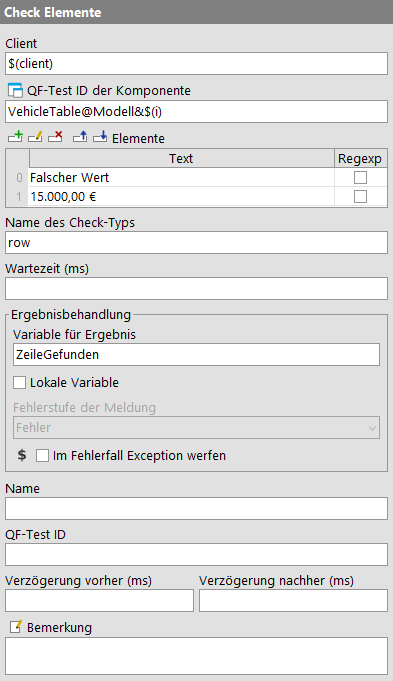 Check Elemente
Client
$(client)
QF-Test ID der Komponente
VehicleTable@Modell&$(i)
Elemente
Text Regexp
0 Falscher Wert
1 15.000,00 €
Name des Check-Typs
row
Wartezeit (ms)
Ergebnisbehandlung
Variable für Ergebnis
ZeileGefunden
Lokale Variable
Fehlerstufe der Meldung
Fehler
$ Im Fehlerfall Exception werfen
Name
QF-Test ID
Verzögerung vorher (ms) Verzögerung nachher (ms)
Bemerkung